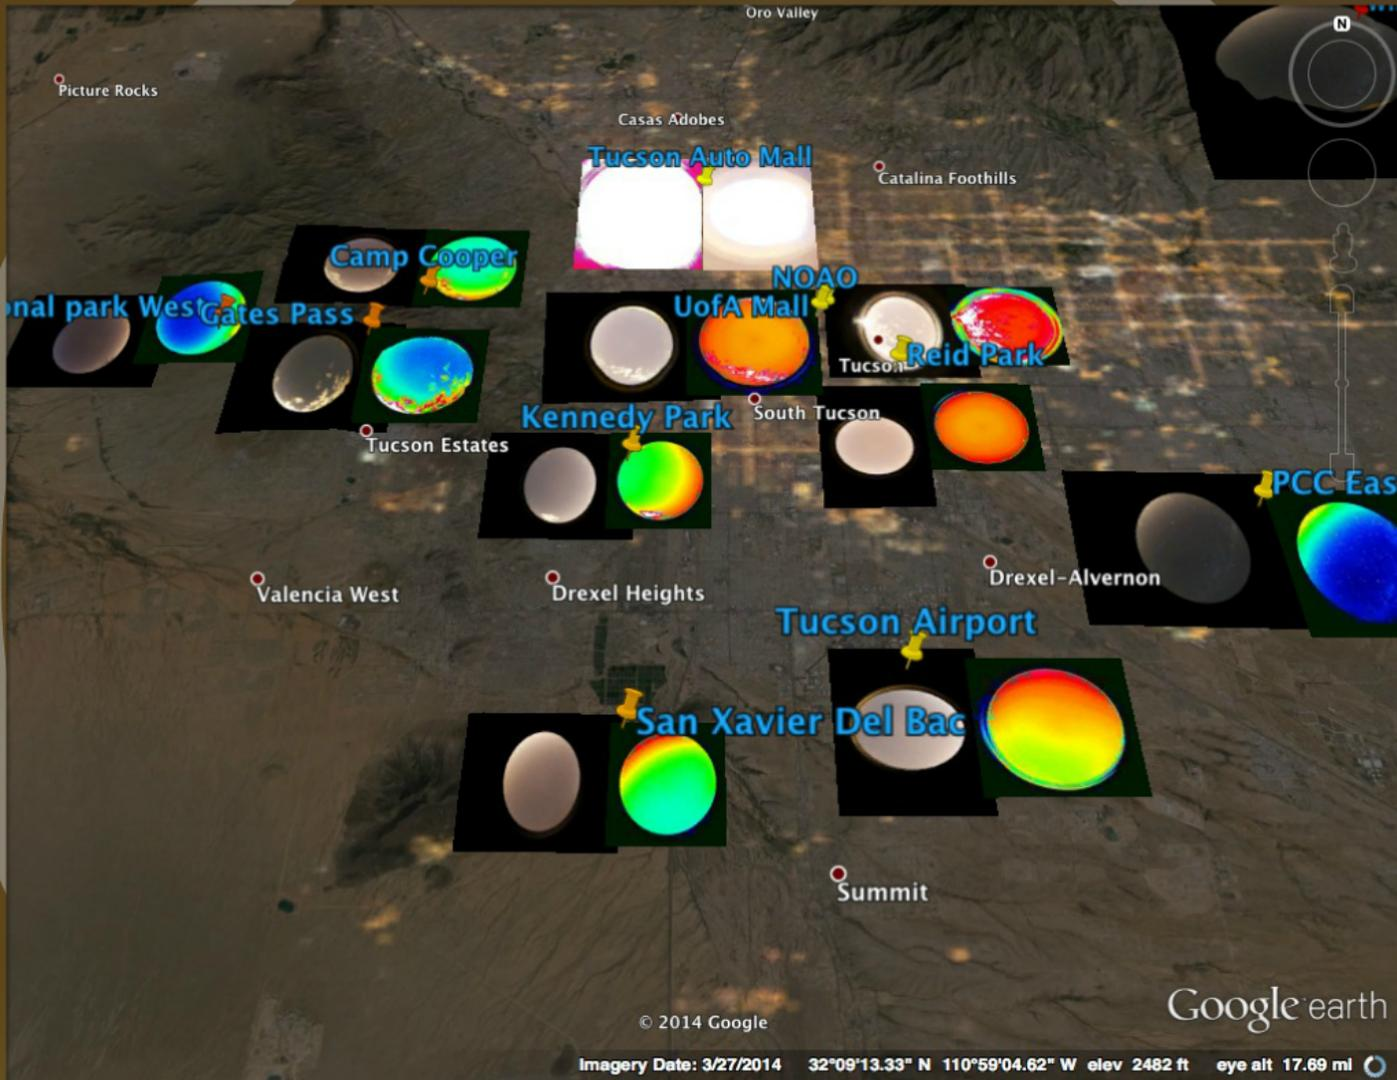 Oro Valley
Picture Rocks
Casas Adobes
Tucson Auto Mall
Catalina Foothills
N
Camp Cooper
NOAO
onal park West
Gates Pass
UofA Mall
Reid Park
Tucson
Kennedy Park
South Tucson
Tucson Estates
PCC Eas
Drexel-Alvernon
Valencia West
Drexel Heights
Tucson Airport
San Xavier Del Bac
Summit
Google earth
© 2014 Google
Imagery Date: 3/27/2014 32°09'13.33" N 110°59'04.62" W elev 2482 ft eye alt 17.69 mi